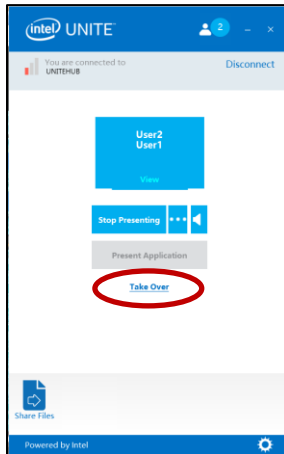 intel UNITE
2
You are connected to
UNITEHUB
Disconnect
User2
User1
View
Stop Presenting
Present Application
Take Over
Share Files
Powered by Intel